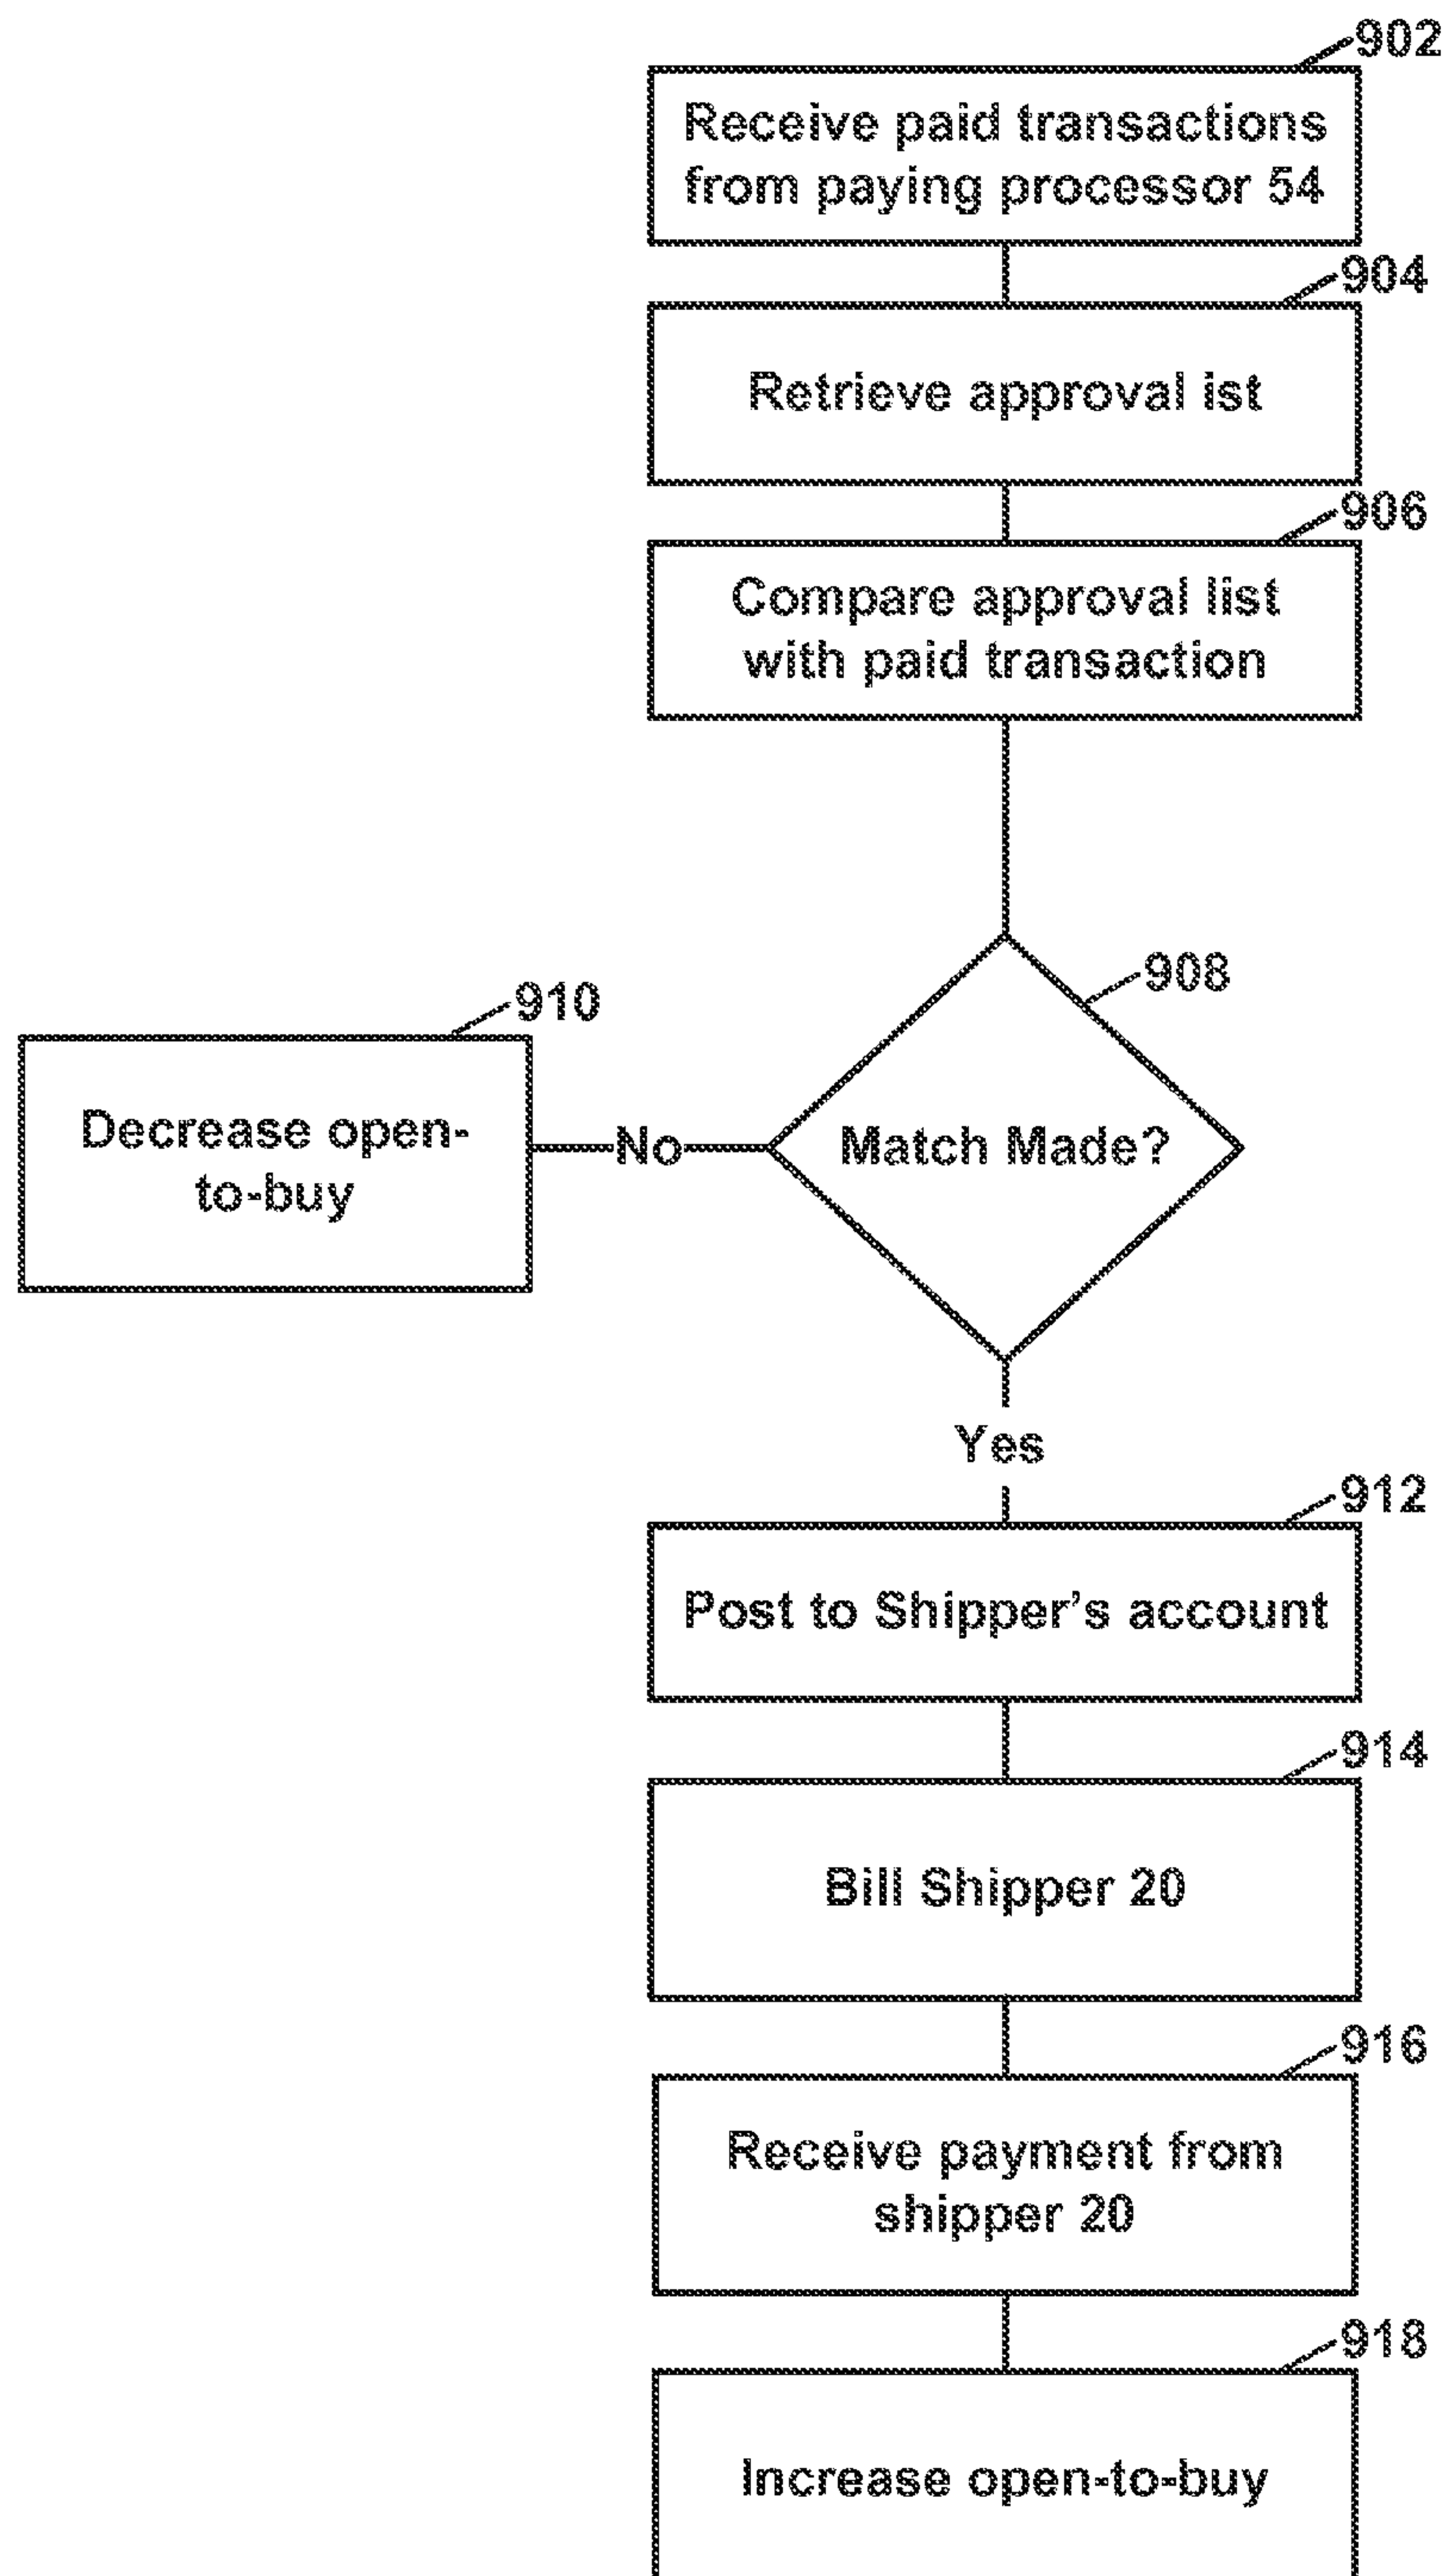 902
Receive paid transactions
from paying processor 54
904
Retrieve approval ist
906
Compare approval list
with paid transaction
908
Match Made?
910
Decrease open-
to-buy
No
Yes
912
Post to Shipper's account
914
Bill Shipper 20
916
Receive payment from
shipper 20
918
Increase open-to-buy